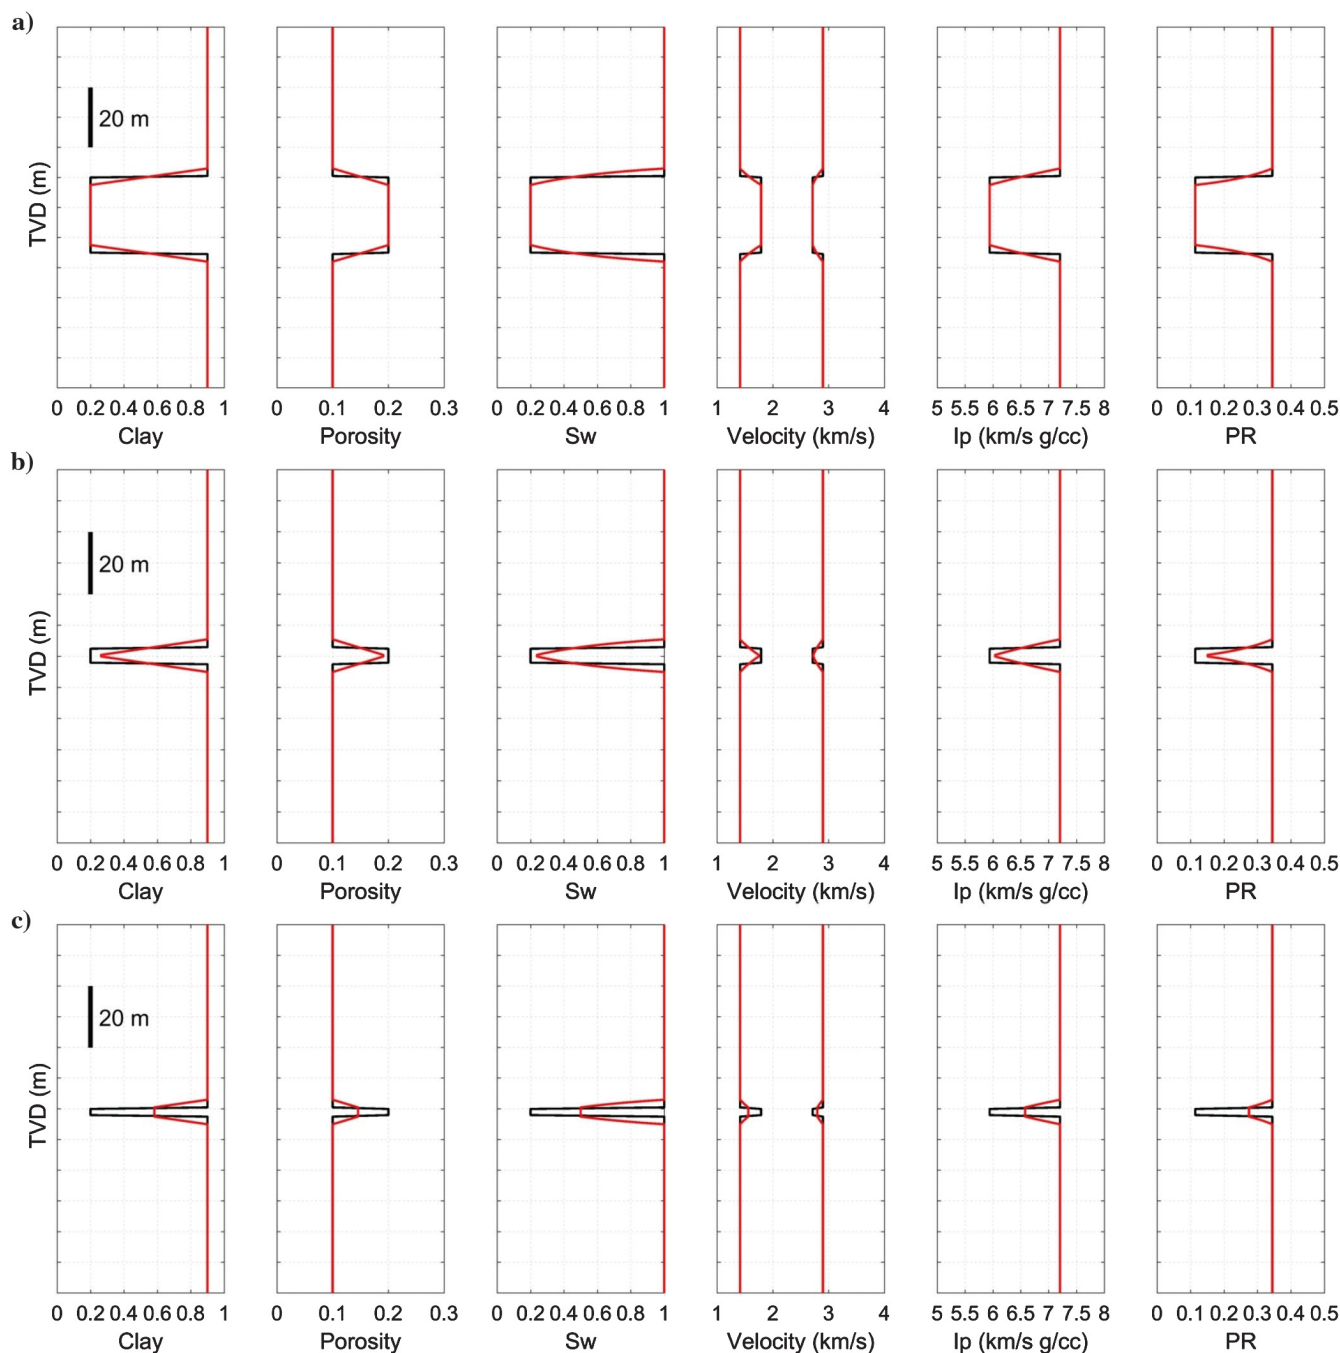 a)
20 m
TVD (m)
0 0.2 0.4 0.6 0.8 1
0 0.1 0.2 0.3
0 0.2 0.4 0.6 0.8 1
1 2 3 4
5 5.5 6 6.5 7 7.5 8
0 0.1 0.2 0.3 0.4 0.5
Clay
Porosity
Sw
Velocity (km/s)
Ip (km/s g/cc)
PR
b)
20 m
TVD (m)
0 0.2 0.4 0.6 0.8 1
0 0.1 0.2 0.3
0 0.2 0.4 0.6 0.8 1
1 2 3 4
5 5.5 6 6.5 7 7.5 8
0 0.1 0.2 0.3 0.4 0.5
Clay
Porosity
Sw
Velocity (km/s)
Ip (km/s g/cc)
PR
c)
20 m
TVD (m)
0 0.2 0.4 0.6 0.8 1
0 0.1 0.2 0.3
0 0.2 0.4 0.6 0.8 1
1 2 3 4
5 5.5 6 6.5 7 7.5 8
0 0.1 0.2 0.3 0.4 0.5
Clay
Porosity
Sw
Velocity (km/s)
Ip (km/s g/cc)
PR